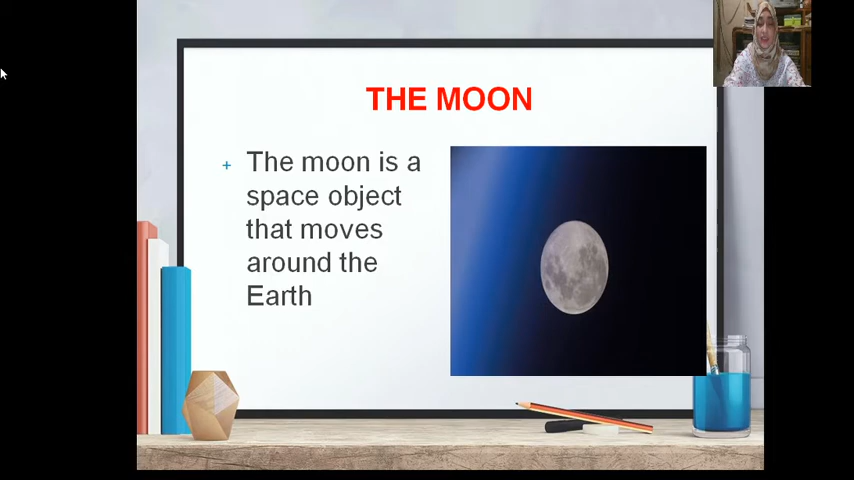 THE MOON
+ The moon is a
space object
that moves
around the
Earth